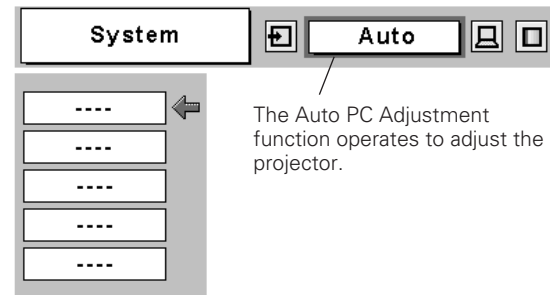 System
Auto
----
----
----
----
----
The Auto PC Adjustment
function operates to adjust the
projector.